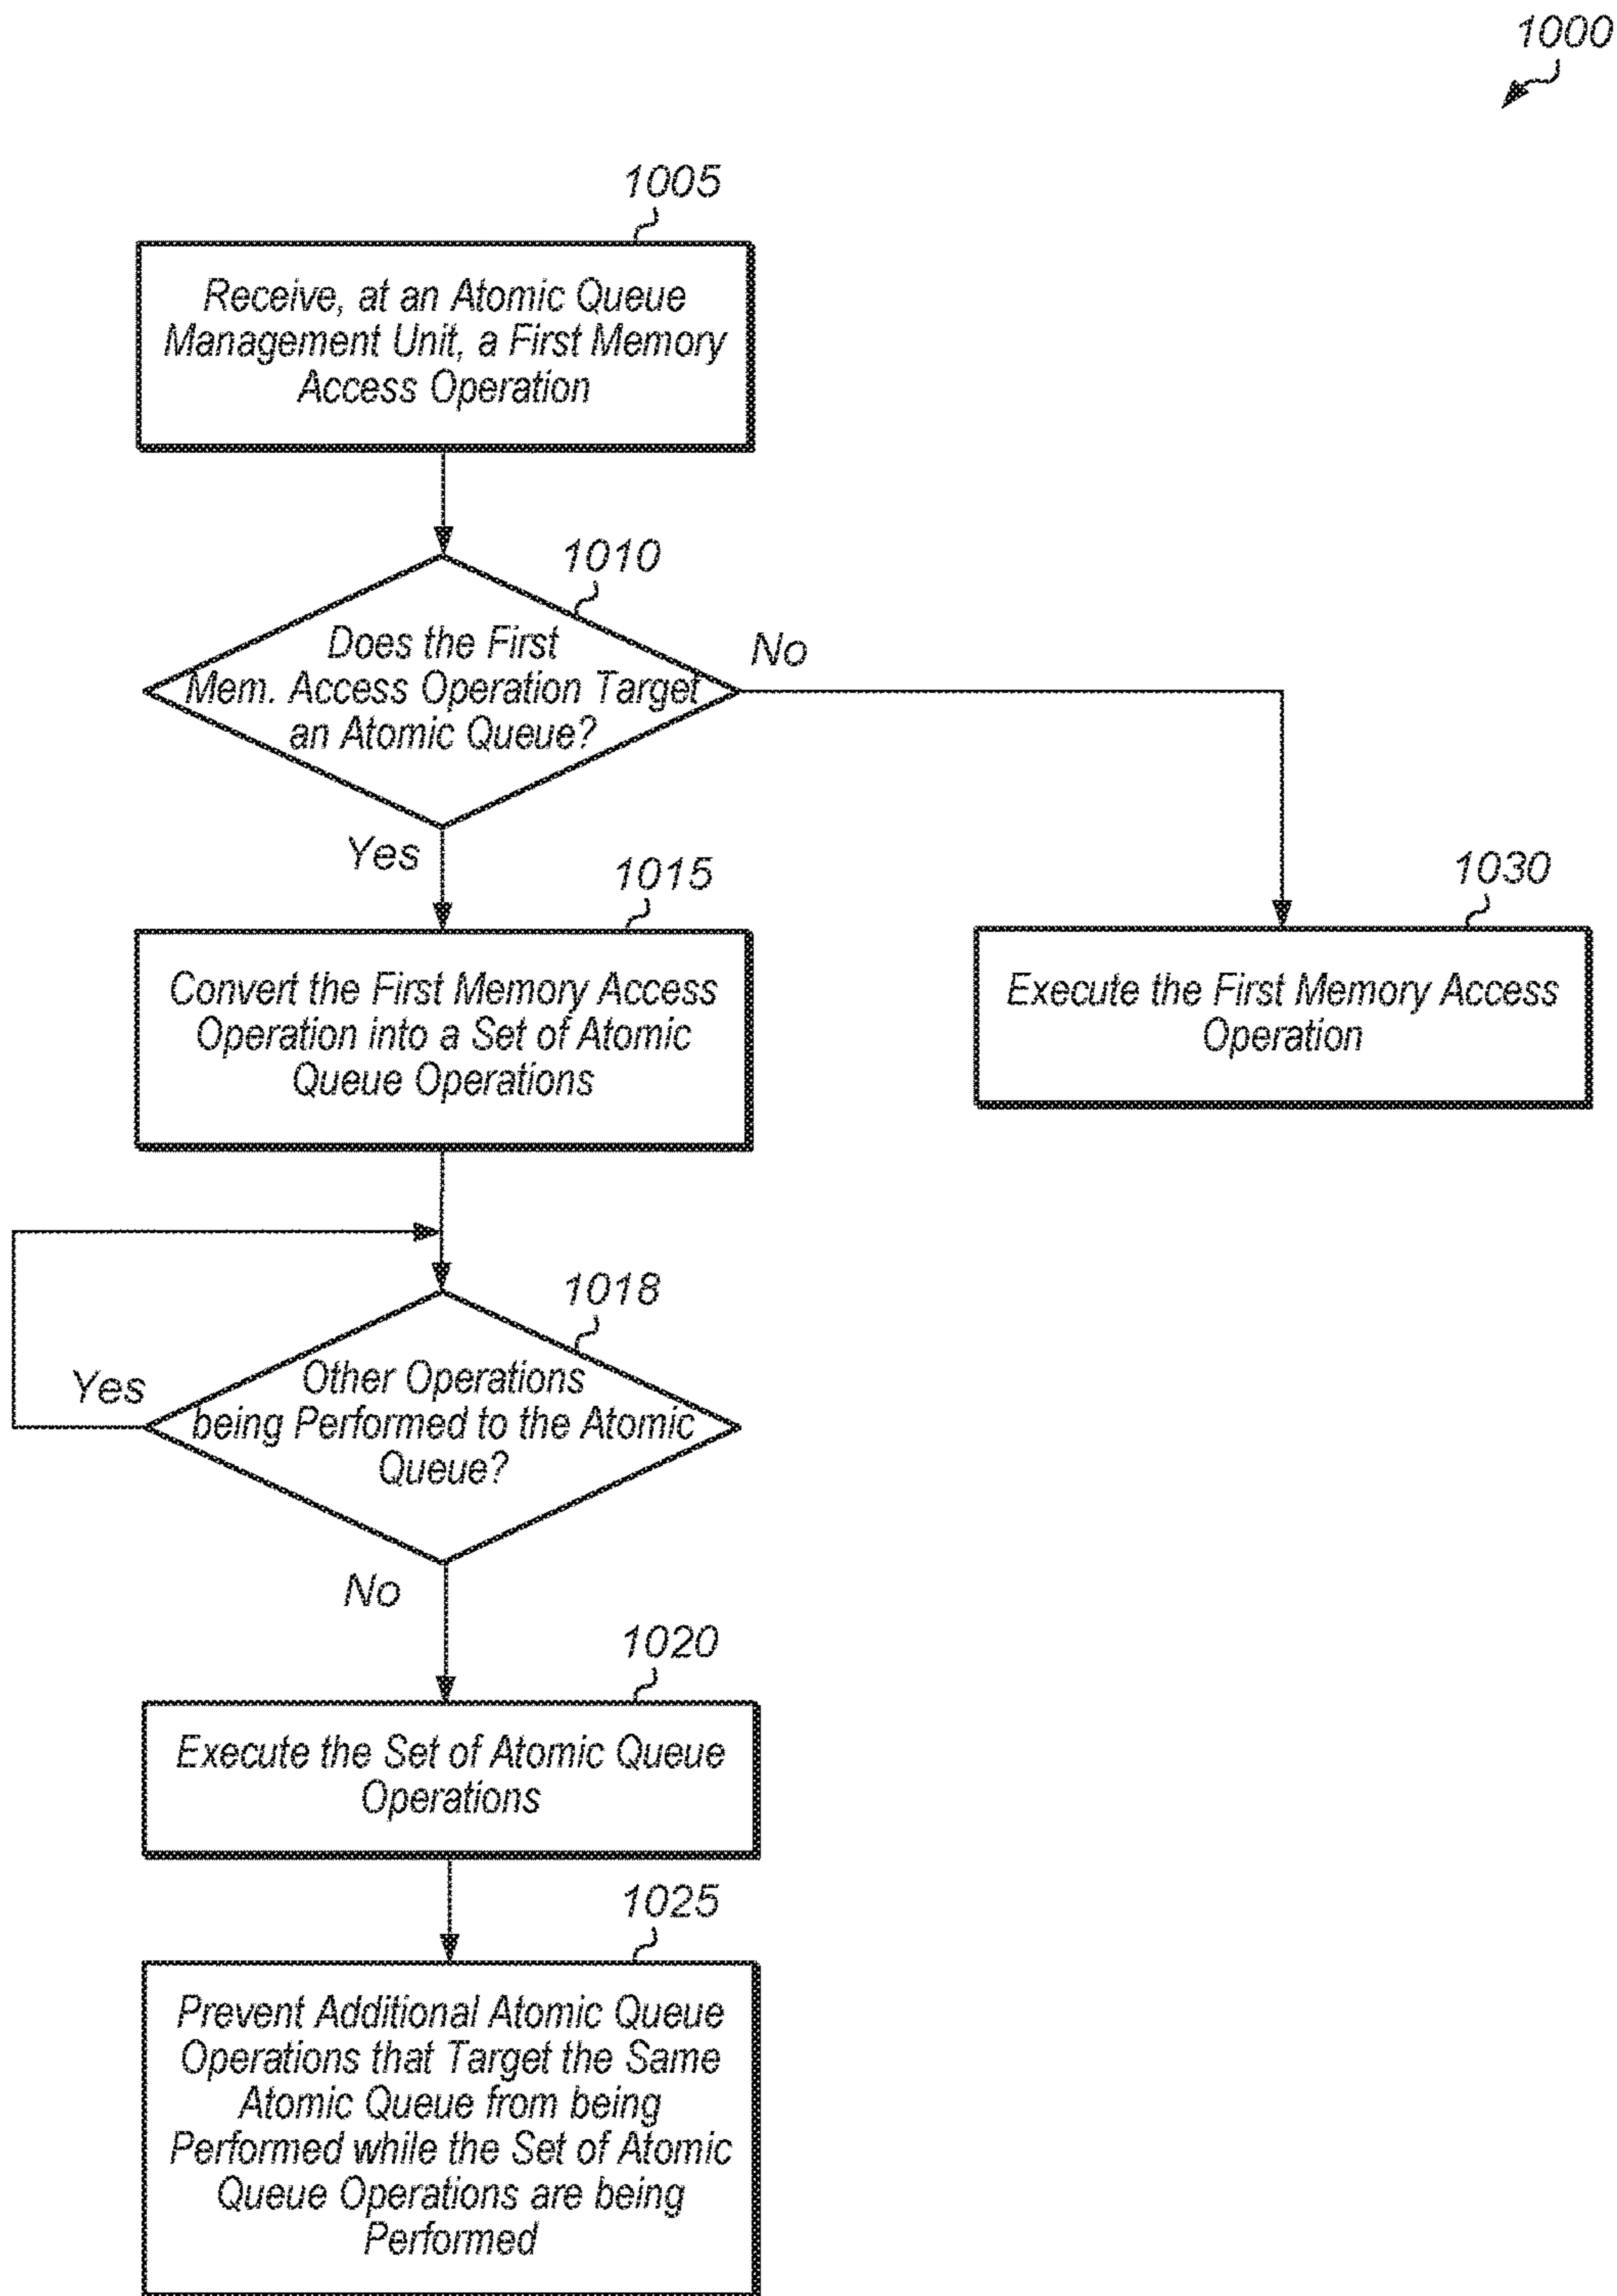 1000
1005
Receive, at an Atomic Queue
Management Unit, a First Memory
Access Operation
1010
Does the First
Mem. Access Operation Target
an Atomic Queue?
No
Yes
1015
Convert the First Memory Access
Operation into a Set of Atomic
Queue Operations
1030
Execute the First Memory Access
Operation
1018
Other Operations
being Performed to the Atomic
Queue?
Yes
No
1020
Execute the Set of Atomic Queue
Operations
1025
Prevent Additional Atomic Queue
Operations that Target the Same
Atomic Queue from being
Performed while the Set of Atomic
Queue Operations are being
Performed